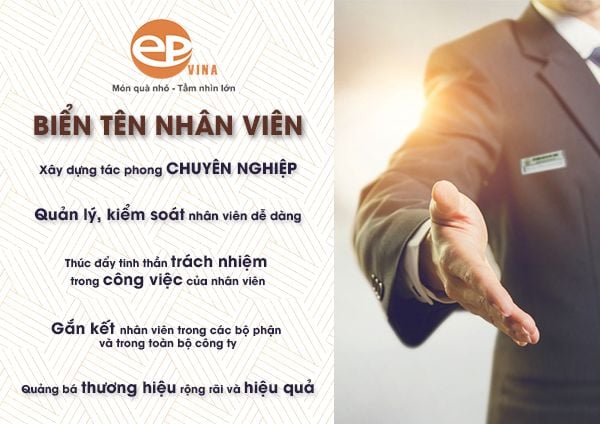 ep
VINA
Món quà nhỏ - Tầm nhìn lớn
BIỂN TÊN NHÂN VIÊN
Xây dựng tác phong CHUYÊN NGHIỆP
Quản lý, kiểm soát nhân viên dễ dàng
Thúc đẩy tinh thần trách nhiệm
trong công việc của nhân viên
Gắn kết nhân viên trong các bộ phận
và trong toàn bộ công ty
Quảng bá thương hiệu rộng rãi và hiệu quả